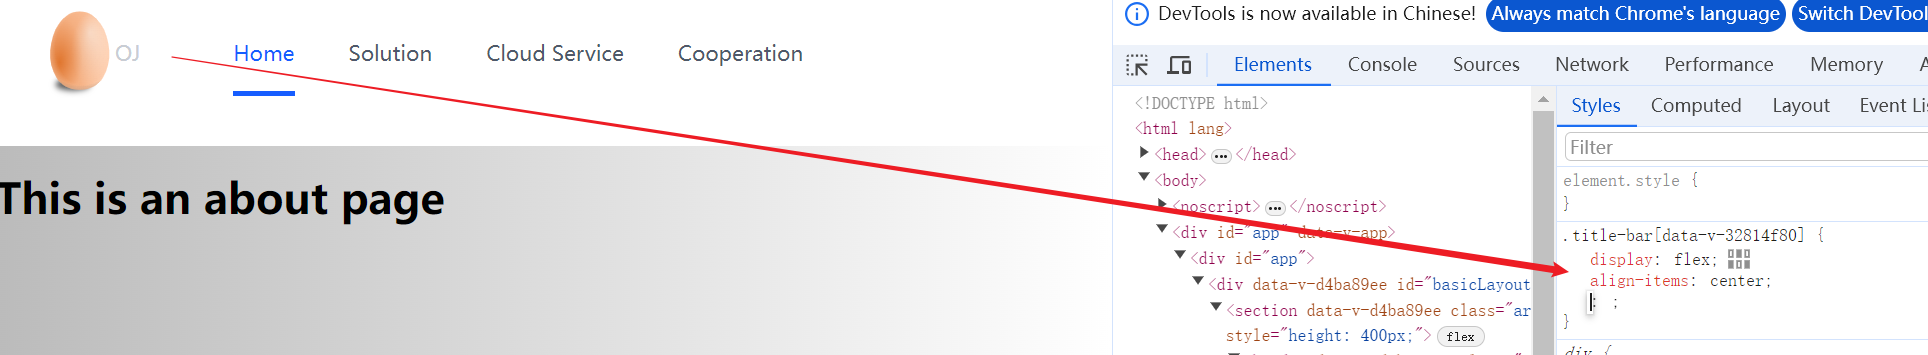 OJ
Home Solution Cloud Service Cooperation
This is an about page
DevTools is now available in Chinese! Always match Chrome's language Switch DevTool
Elements Console Sources Network Performance Memory A
<!DOCTYPE html>
<html lang>
<head> ••• </head>
<body>
<noscript> ••• </noscript>
<div id="app" data-v-app>
<div id="app">
<div data-v-d4ba89ee id="basicLayout
<section data-v-d4ba89ee class="ar
style="height: 400px;"> flex
Styles Computed Layout Event Lis
Filter
element.style {
}
.title-bar[data-v-32814f80] {
display: flex;
align-items: center;
: ;
}
div {